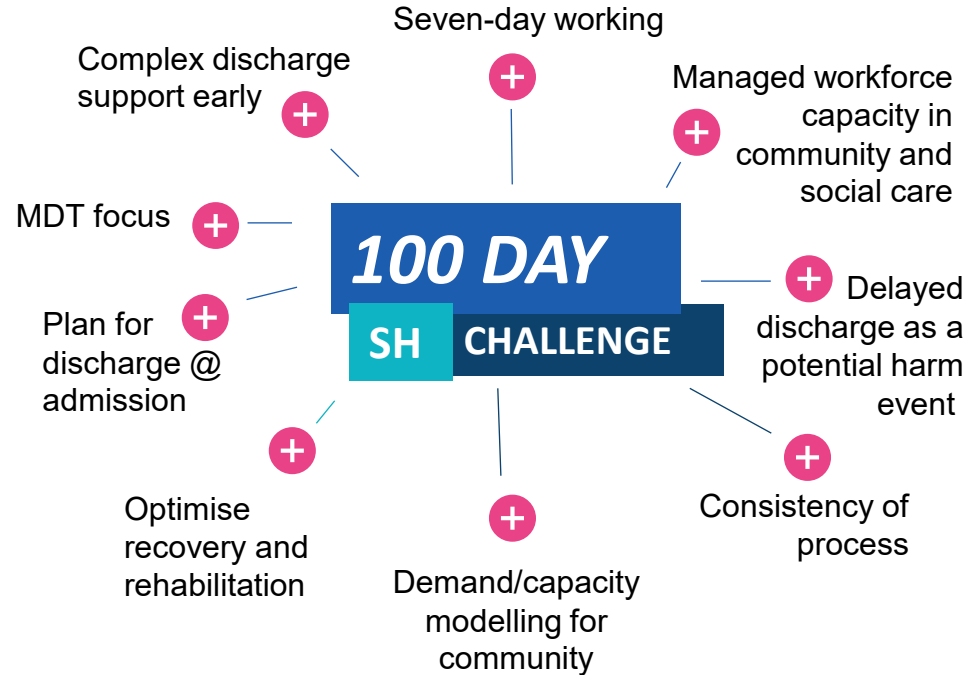 Seven-day working
Complex discharge
support early
Managed workforce
capacity in
community and
social care
MDT focus
100 DAY
SH CHALLENGE
Plan for
discharge @
admission
Delayed
discharge as a
potential harm
event
Optimise
recovery and
rehabilitation
Consistency of
process
Demand/capacity
modelling for
community